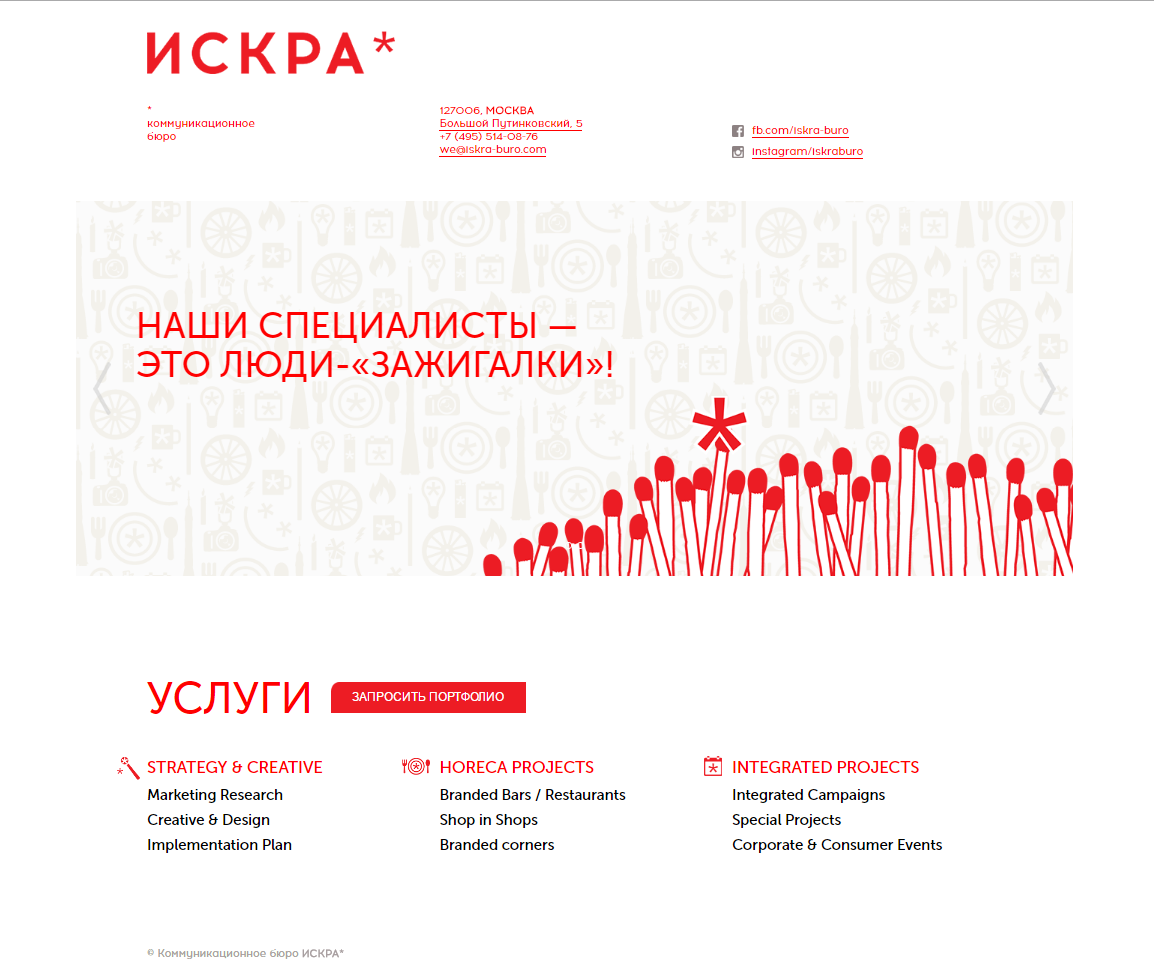 ИСКРА*
*
коммуникационное
бюро
127006, МОСКВА
Большой Путинковский, 5
+7 (495) 514-08-76
we@iskra-buro.com
fb.com/iskra-buro
instagram/iskraburo
НАШИ СПЕЦИАЛИСТЫ —
ЭТО ЛЮДИ-«ЗАЖИГАЛКИ»!
УСЛУГИ
ЗАПРОСИТЬ ПОРТФОЛИО
STRATEGY & CREATIVE
Marketing Research
Creative & Design
Implementation Plan
HORECA PROJECTS
Branded Bars / Restaurants
Shop in Shops
Branded corners
INTEGRATED PROJECTS
Integrated Campaigns
Special Projects
Corporate & Consumer Events
© Коммуникационное бюро ИСКРА*